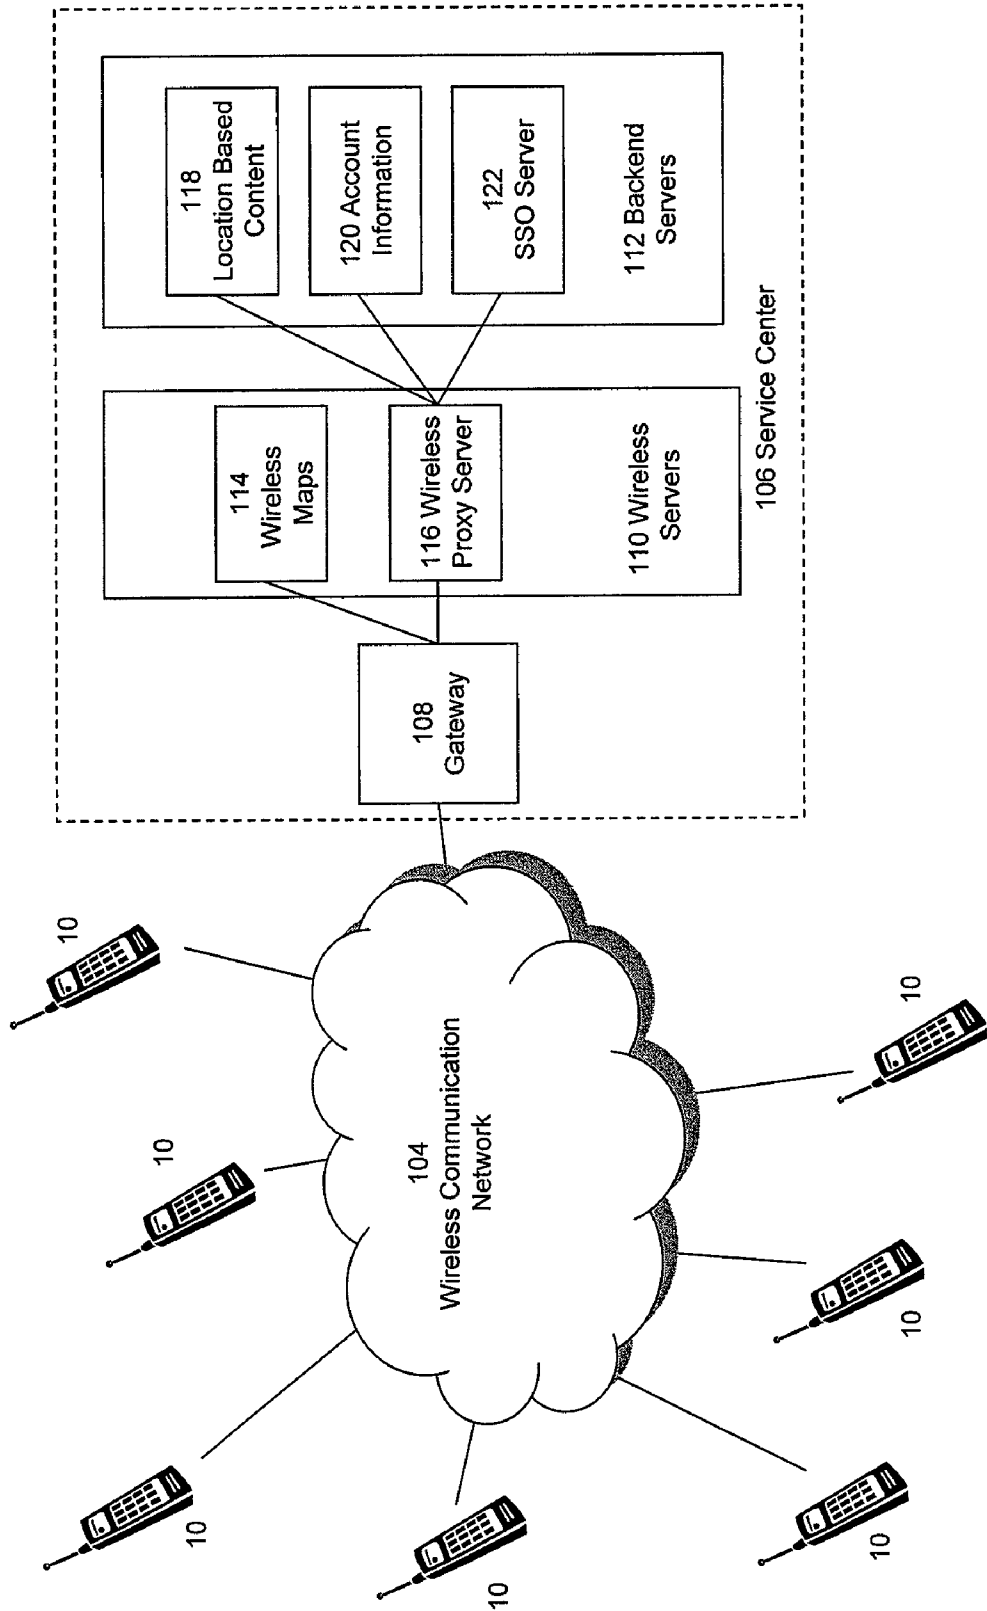 10
10
10
10
10
10
10
104
Wireless Communication
Network
108
Gateway
114
Wireless
Maps
116 Wireless
Proxy Server
110 Wireless
Servers
118
Location Based
Content
120 Account
Information
122
SSO Server
112 Backend
Servers
106 Service Center